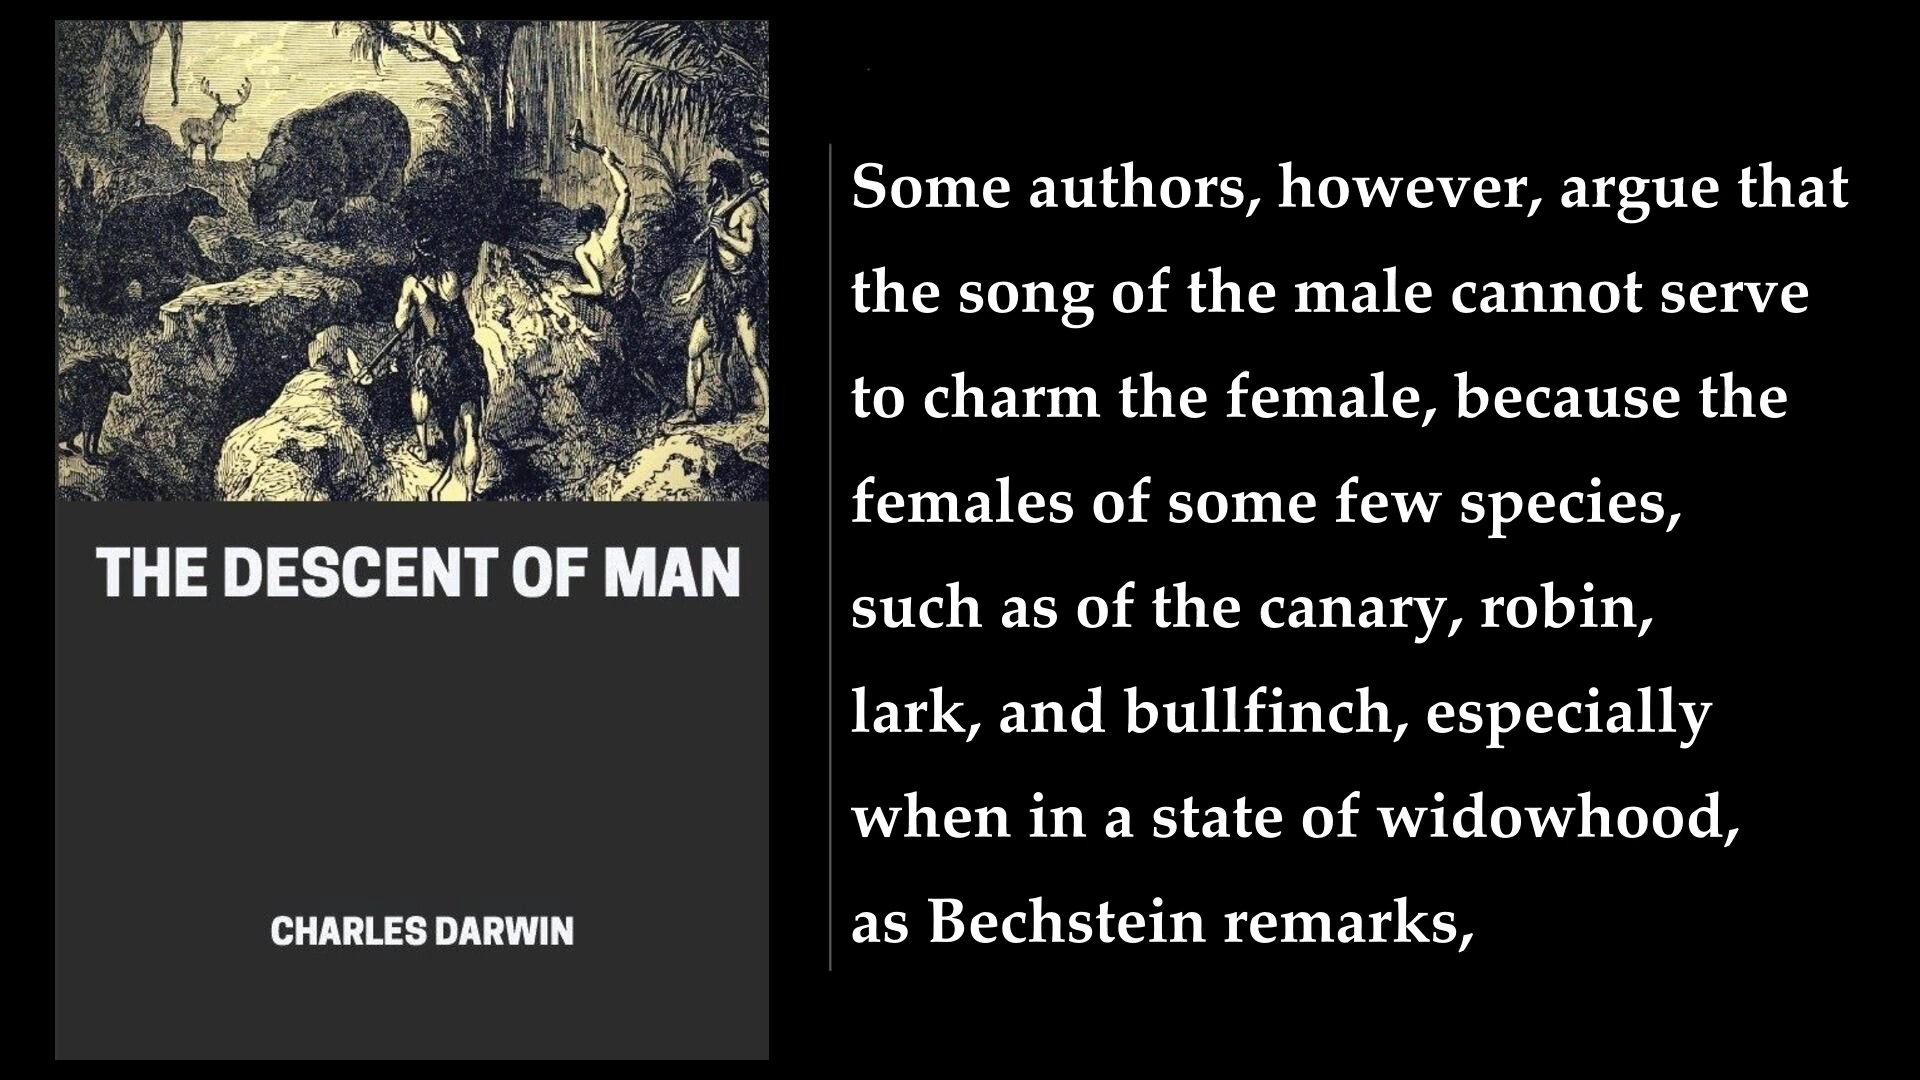 THE DESCENT OF MAN
CHARLES DARWIN
Some authors, however, argue that
the song of the male cannot serve
to charm the female, because the
females of some few species,
such as of the canary, robin,
lark, and bullfinch, especially
when in a state of widowhood,
as Bechstein remarks,